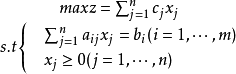 max z = ∑_{j=1}^{n} c_j x_j
s.t { ∑_{j=1}^{n} a_{ij} x_j = b_i (i = 1, ⋯, m)
x_j ≥ 0 (j = 1, ⋯, n)